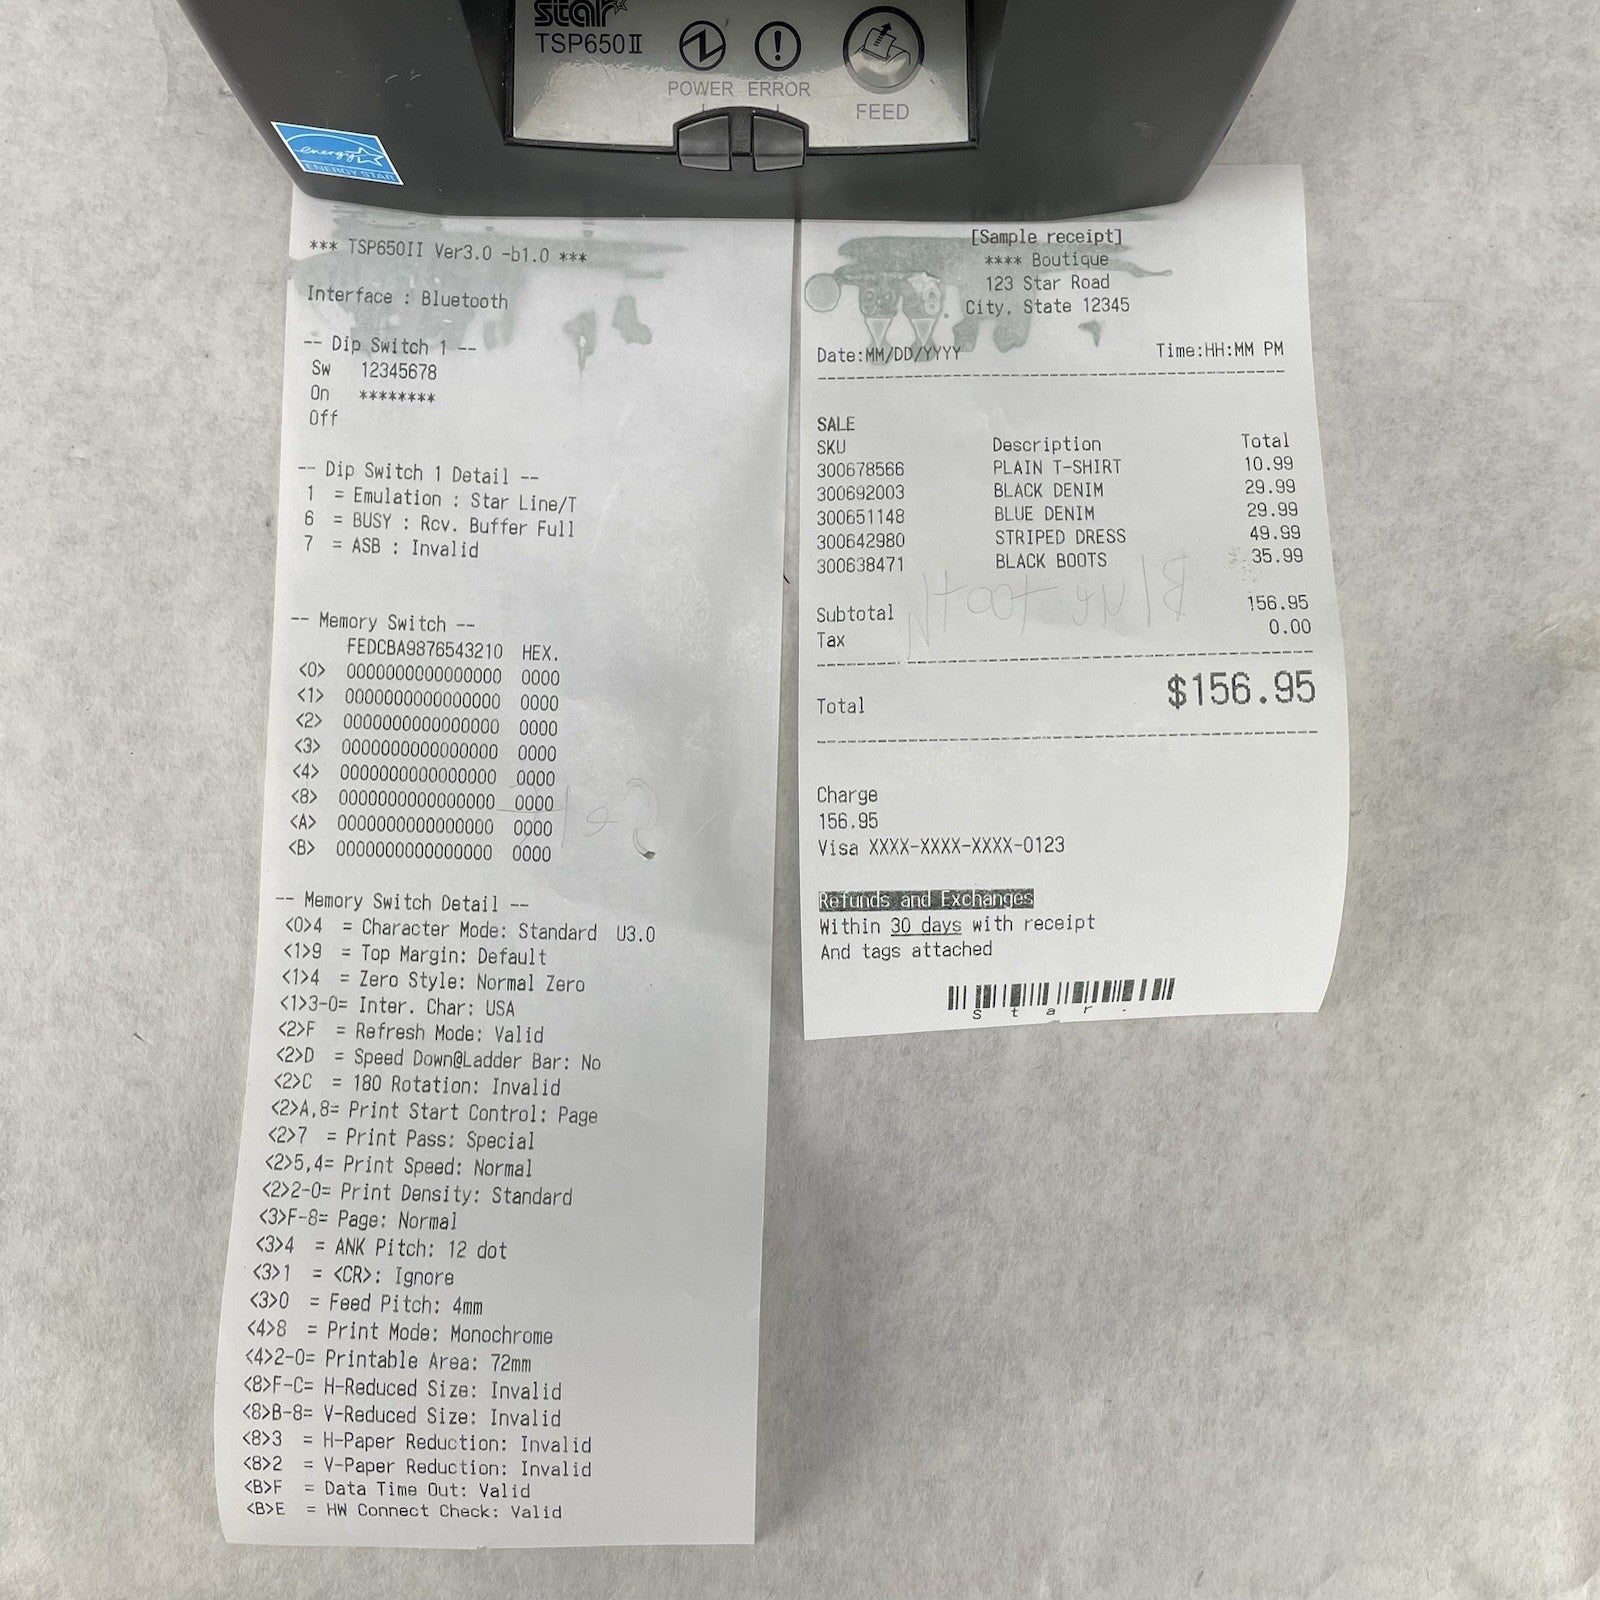 star
TSP650II
POWER ERROR
FEED
energy
ENERGY STAR
*** TSP650II Ver3.0 -b1.0 ***
Interface : Bluetooth
-- Dip Switch 1 --
Sw 12345678
On ********
Off
-- Dip Switch 1 Detail --
1 = Emulation : Star Line/T
6 = BUSY : Rcv. Buffer Full
7 = ASB : Invalid
-- Memory Switch --
FEDCBA9876543210 HEX.
<0> 0000000000000000 0000
<1> 0000000000000000 0000
<2> 0000000000000000 0000
<3> 0000000000000000 0000
<4> 0000000000000000 0000
<8> 0000000000000000 0000
<A> 0000000000000000 0000
<B> 0000000000000000 0000
-- Memory Switch Detail --
<0>4 = Character Mode: Standard U3.0
<1>9 = Top Margin: Default
<1>4 = Zero Style: Normal Zero
<1>3-0= Inter. Char: USA
<2>F = Refresh Mode: Valid
<2>D = Speed Down@Ladder Bar: No
<2>C = 180 Rotation: Invalid
<2>A,8= Print Start Control: Page
<2>7 = Print Pass: Special
<2>5,4= Print Speed: Normal
<2>2-0= Print Density: Standard
<3>F-8= Page: Normal
<3>4 = ANK Pitch: 12 dot
<3>1 = <CR>: Ignore
<3>0 = Feed Pitch: 4mm
<4>8 = Print Mode: Monochrome
<4>2-0= Printable Area: 72mm
<8>F-C= H-Reduced Size: Invalid
<8>B-8= V-Reduced Size: Invalid
<8>3 = H-Paper Reduction: Invalid
<8>2 = V-Paper Reduction: Invalid
<B>F = Data Time Out: Valid
<B>E = HW Connect Check: Valid
[Sample receipt]
**** Boutique
123 Star Road
City, State 12345
Date:MM/DD/YYYY Time:HH:MM PM
SALE
SKU Description Total
300678566 PLAIN T-SHIRT 10.99
300692003 BLACK DENIM 29.99
300651148 BLUE DENIM 29.99
300642980 STRIPED DRESS 49.99
300638471 BLACK BOOTS 35.99
Subtotal 156.95
Tax 0.00
Total $156.95
Charge
156.95
Visa XXXX-XXXX-XXXX-0123
Refunds and Exchanges
Within 30 days with receipt
And tags attached
S t a r .